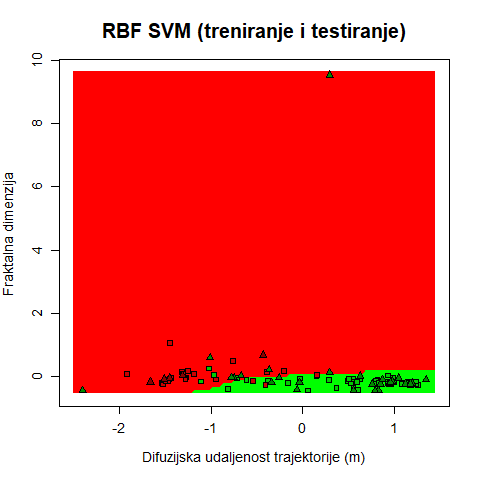 RBF SVM (treniranje i testiranje)
Fraktalna dimenzija
10
8
6
4
2
0
-2 -1 0 1
Difuzijska udaljenost trajektorije (m)